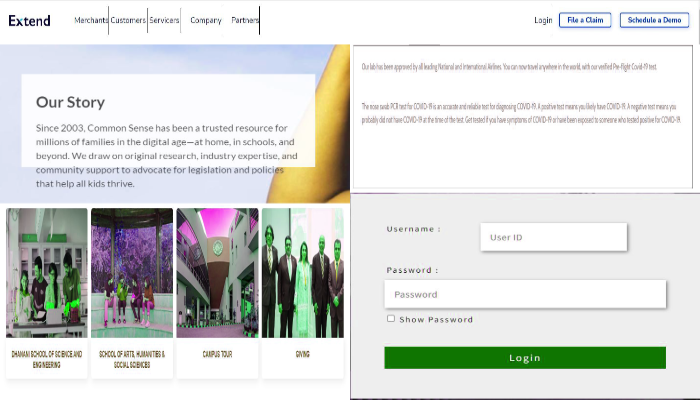 Extend
Merchants Customers Servicers Company Partners
Login File a Claim Schedule a Demo
Our Story
Since 2003, Common Sense has been a trusted resource for
millions of families in the digital age—at home, in schools, and
beyond. We draw on original research, industry expertise, and
community support to advocate for legislation and policies
that help all kids thrive.
Our lab has been approved by all leading National and International Airlines. You can now travel anywhere in the world, with our verified Pre-Flight Covid-19 test.
The nose swab PCR test for COVID-19 is an accurate and reliable test for diagnosing COVID-19. A positive test means you likely have COVID-19. A negative test means you
probably did not have COVID-19 at the time of the test. Get tested if you have symptoms of COVID-19 or have been exposed to someone who tested positive for COVID-19.
DHANANI SCHOOL OF SCIENCE AND
ENGINEERING
SCHOOL OF ARTS, HUMANITIES &
SOCIAL SCIENCES
CAMPUS TOUR
GIVING
Username :
User ID
Password :
Password
Show Password
Login